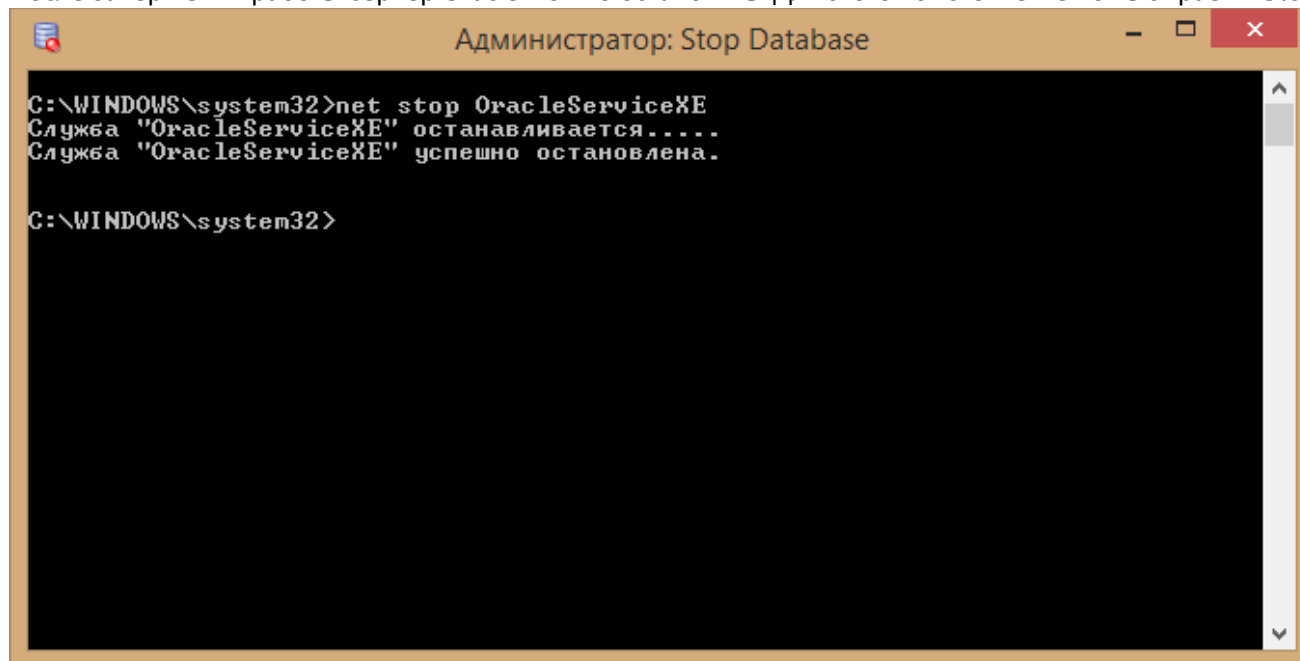 Администратор: Stop Database
C:\WINDOWS\system32>net stop OracleServiceXE
Служба "OracleServiceXE" останавливается.....
Служба "OracleServiceXE" успешно остановлена.
C:\WINDOWS\system32>